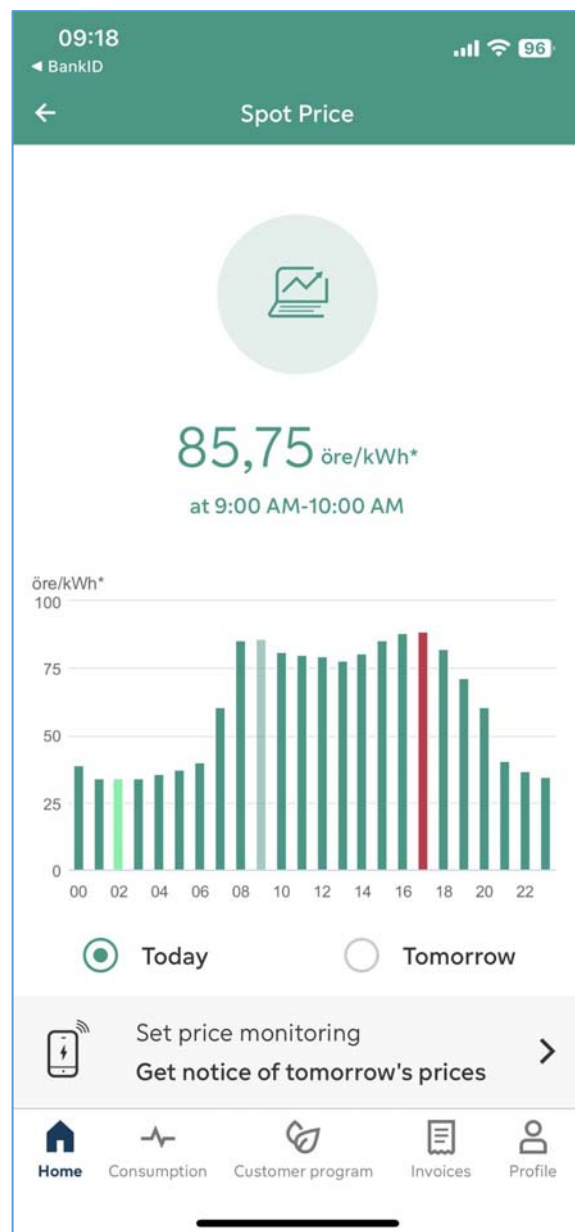 09:18
96
◄ BankID
Spot Price
85,75 öre/kWh*
at 9:00 AM-10:00 AM
öre/kWh*
100
75
50
25
0
00 02 04 06 08 10 12 14 16 18 20 22
Today Tomorrow
Set price monitoring
Get notice of tomorrow's prices
Home Consumption Customer program Invoices Profile